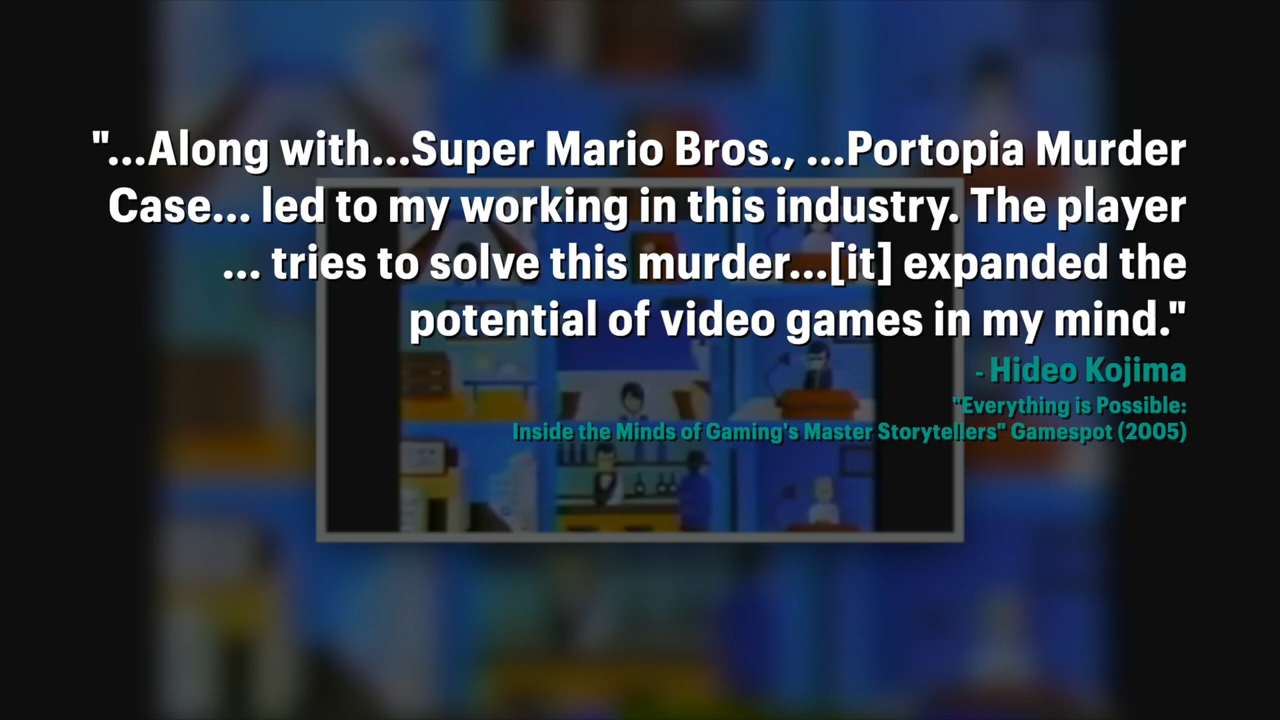 "...Along with...Super Mario Bros., ...Portopia Murder
Case... led to my working in this industry. The player
... tries to solve this murder...[it] expanded the
potential of video games in my mind."
- Hideo Kojima
"Everything is Possible:
Inside the Minds of Gaming's Master Storytellers" Gamespot (2005)